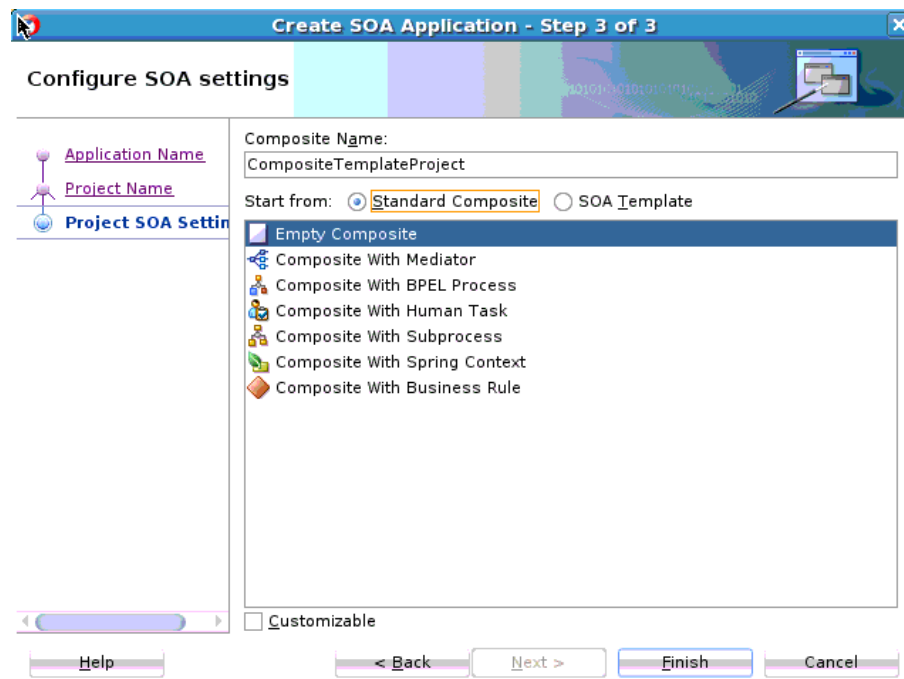 Create SOA Application - Step 3 of 3
Configure SOA settings
Application Name
Project Name
Project SOA Settin
Composite Name:
CompositeTemplateProject
Start from: Standard Composite SOA Template
Empty Composite
Composite With Mediator
Composite With BPEL Process
Composite With Human Task
Composite With Subprocess
Composite With Spring Context
Composite With Business Rule
Customizable
Help < Back Next > Finish Cancel